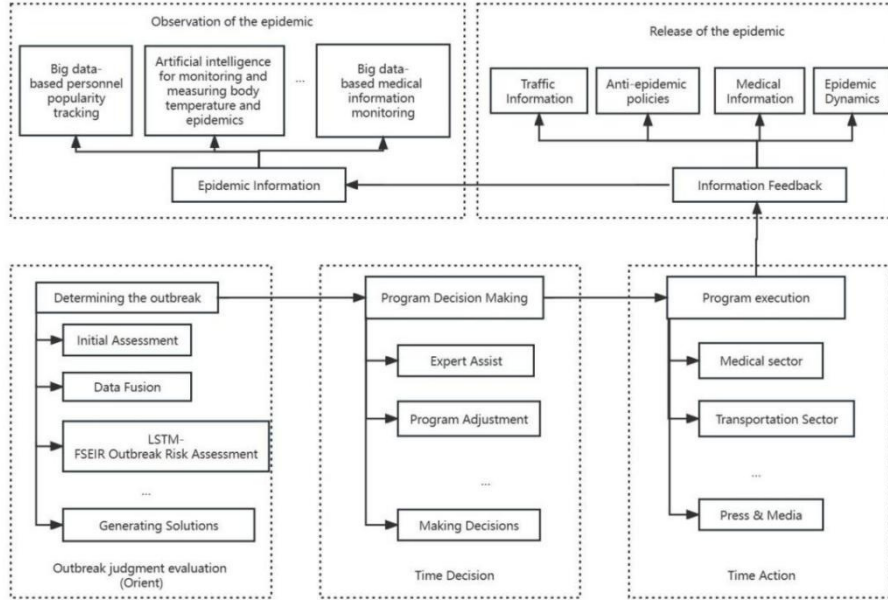 Observation of the epidemic
Big data-
based personnel
popularity
tracking
Artificial intelligence
for monitoring and
measuring body
temperature and
epidemics
...
Big data-
based medical
information
monitoring
Epidemic Information
Release of the epidemic
Traffic
Information
Anti-epidemic
policies
Medical
Information
Epidemic
Dynamics
Information Feedback
Determining the outbreak
Initial Assessment
Data Fusion
LSTM-
FSEIR Outbreak Risk Assessment
...
Generating Solutions
Outbreak judgment evaluation
(Orient)
Program Decision Making
Expert Assist
Program Adjustment
...
Making Decisions
Time Decision
Program execution
Medical sector
Transportation Sector
...
Press & Media
Time Action